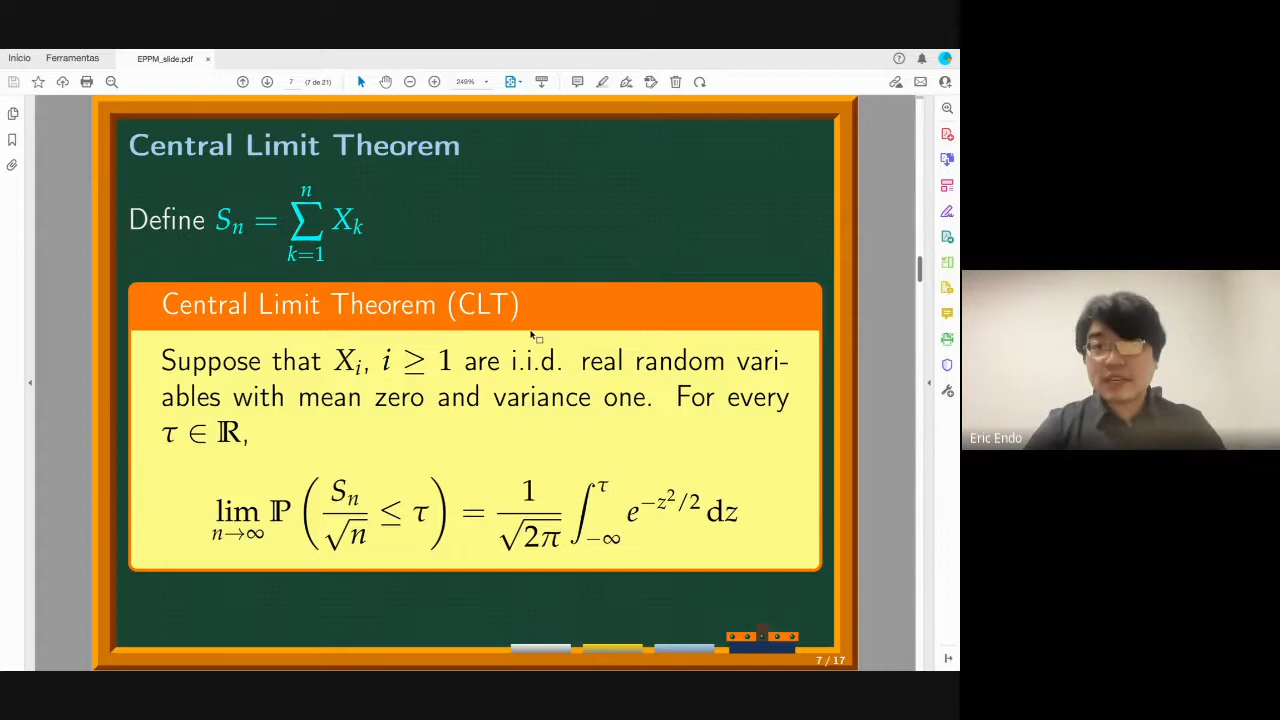 Início Ferramentas EPPM_slide.pdf ×
7 (7 de 21) 249%
Central Limit Theorem
Define S_n = \sum_{k=1}^{n} X_k
Central Limit Theorem (CLT)
Suppose that X_i, i ≥ 1 are i.i.d. real random vari-
ables with mean zero and variance one. For every
τ ∈ ℝ,
\lim_{n→∞} ℙ ( \frac{S_n}{\sqrt{n}} ≤ τ ) = \frac{1}{\sqrt{2π}} \int_{-∞}^{τ} e^{-z^2/2} dz
7 / 17
Eric Endo